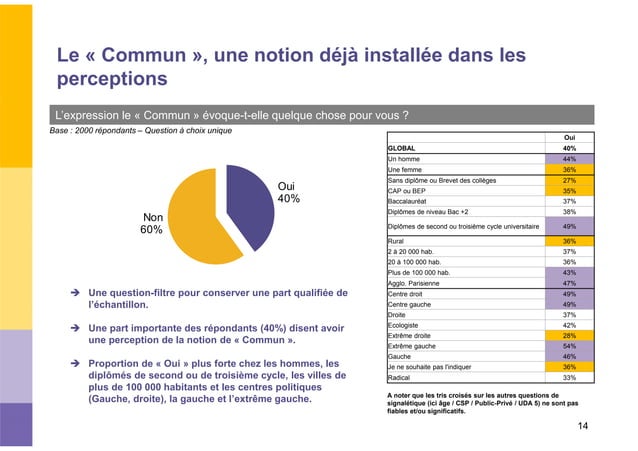 Le « Commun », une notion déjà installée dans les
perceptions
L'expression le « Commun » évoque-t-elle quelque chose pour vous ?
Base : 2000 répondants – Question à choix unique
Oui
40%
Non
60%
➔ Une question-filtre pour conserver une part qualifiée de
l'échantillon.
➔ Une part importante des répondants (40%) disent avoir
une perception de la notion de « Commun ».
➔ Proportion de « Oui » plus forte chez les hommes, les
diplômés de second ou de troisième cycle, les villes de
plus de 100 000 habitants et les centres politiques
(Gauche, droite), la gauche et l'extrême gauche.
Oui
GLOBAL 40%
Un homme 44%
Une femme 36%
Sans diplôme ou Brevet des collèges 27%
CAP ou BEP 35%
Baccalauréat 37%
Diplômes de niveau Bac +2 38%
Diplômes de second ou troisième cycle universitaire 49%
Rural 36%
2 à 20 000 hab. 37%
20 à 100 000 hab. 36%
Plus de 100 000 hab. 43%
Agglo. Parisienne 47%
Centre droit 49%
Centre gauche 49%
Droite 37%
Ecologiste 42%
Extrême droite 28%
Extrême gauche 54%
Gauche 46%
Je ne souhaite pas l'indiquer 36%
Radical 33%
A noter que les tris croisés sur les autres questions de
signalétique (ici âge / CSP / Public-Privé / UDA 5) ne sont pas
fiables et/ou significatifs.
14